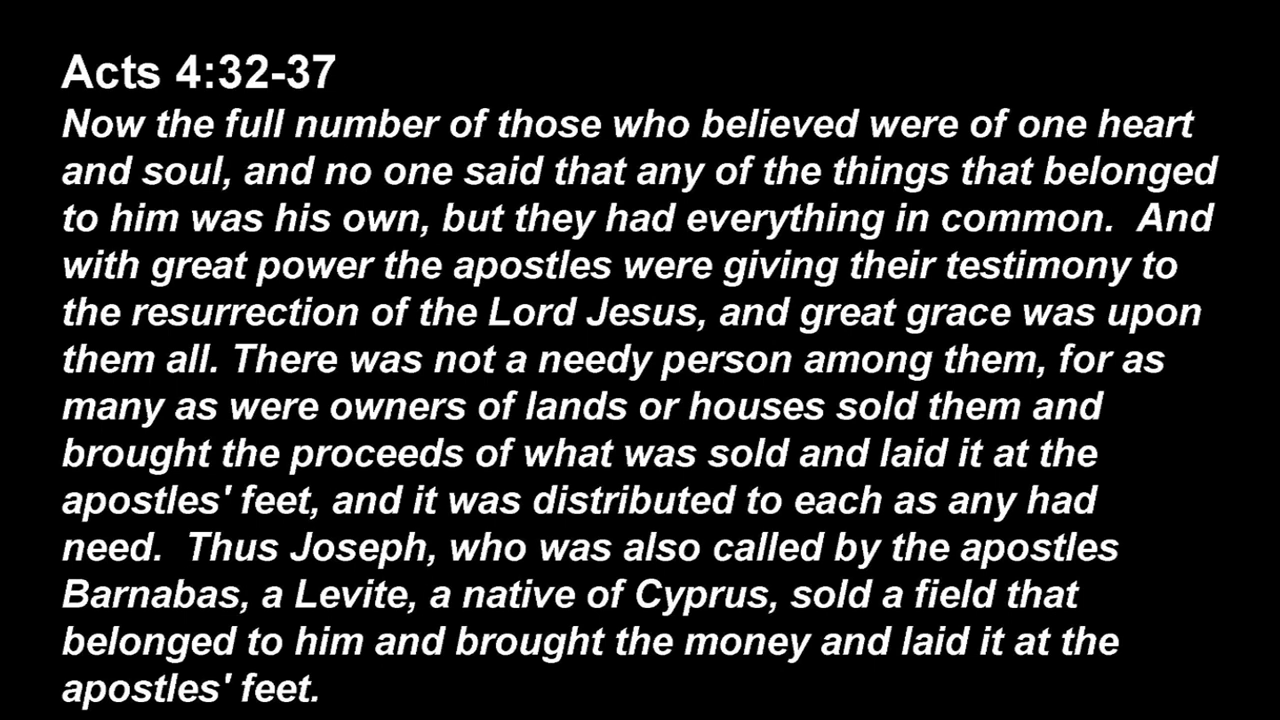 Acts 4:32-37
Now the full number of those who believed were of one heart
and soul, and no one said that any of the things that belonged
to him was his own, but they had everything in common.  And
with great power the apostles were giving their testimony to
the resurrection of the Lord Jesus, and great grace was upon
them all. There was not a needy person among them, for as
many as were owners of lands or houses sold them and
brought the proceeds of what was sold and laid it at the
apostles' feet, and it was distributed to each as any had
need.  Thus Joseph, who was also called by the apostles
Barnabas, a Levite, a native of Cyprus, sold a field that
belonged to him and brought the money and laid it at the
apostles' feet.